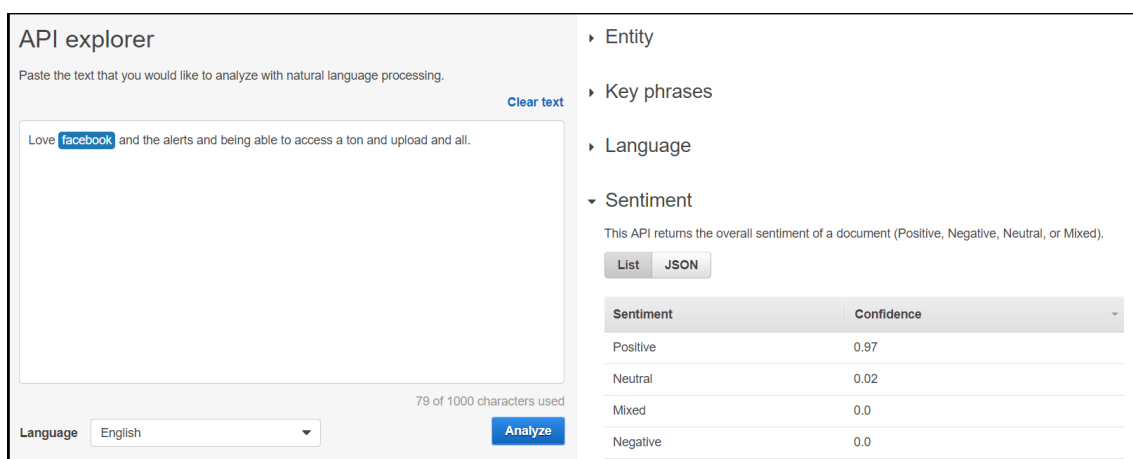 API explorer
Paste the text that you would like to analyze with natural language processing.
Clear text
Love facebook and the alerts and being able to access a ton and upload and all.
79 of 1000 characters used
Language English
Analyze
Entity
Key phrases
Language
Sentiment
This API returns the overall sentiment of a document (Positive, Negative, Neutral, or Mixed).
List JSON
Sentiment Confidence
Positive 0.97
Neutral 0.02
Mixed 0.0
Negative 0.0